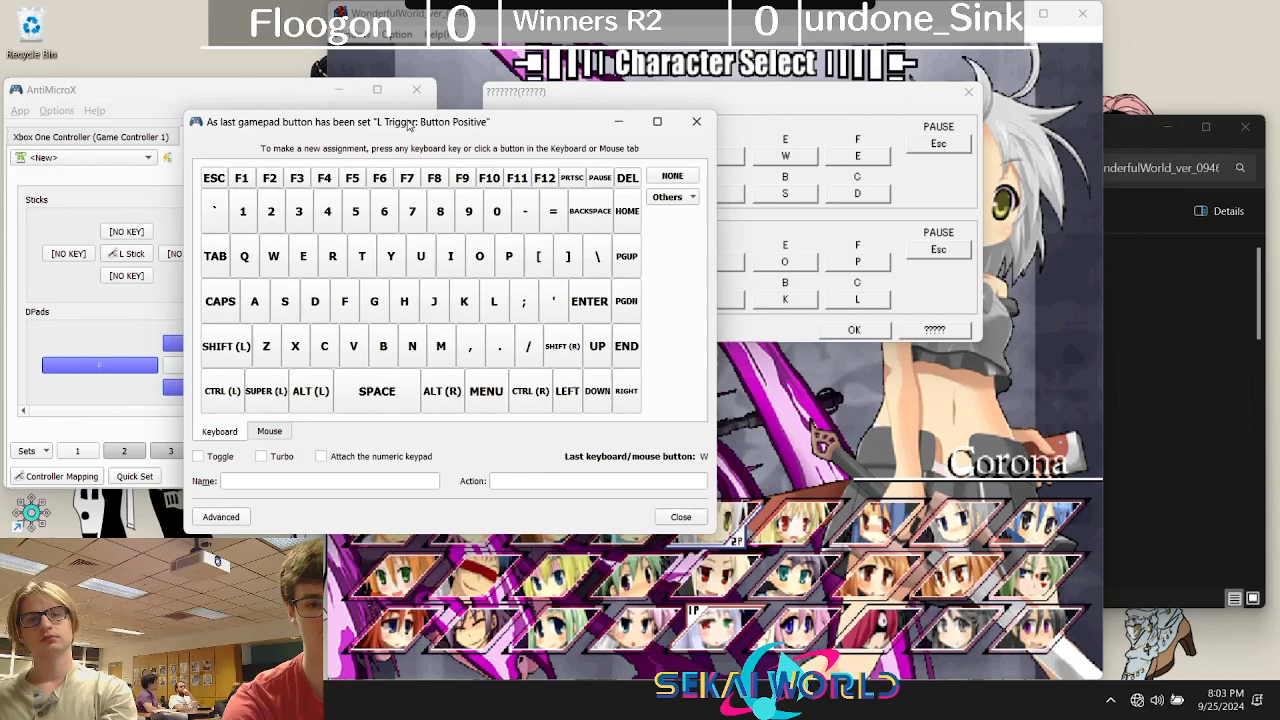 Floogon 0 Winners R2 0 undone_Sink
Recycle Bin
Option
Character Select
AntiMicroX
App Options Help
Xbox One Controller (Game Controller 1)
<New>
Sticks
[NO KEY]
[NO KEY] L Stick [NO
[NO KEY]
DPads
F
Sets 1 2 3
Controller Mapping Quick Set
As last gamepad button has been set "L Trigger: Button Positive"
To make a new assignment, press any keyboard key or click a button in the Keyboard or Mouse tab
ESC F1 F2 F3 F4 F5 F6 F7 F8 F9 F10 F11 F12 PRTSC PAUSE DEL NONE
` 1 2 3 4 5 6 7 8 9 0 - = BACKSPACE HOME Others
TAB Q W E R T Y U I O P [ ] \ PGUP
CAPS A S D F G H J K L ; ' ENTER PGDN
SHIFT (L) Z X C V B N M , . / SHIFT (R) UP END
CTRL (L) SUPER (L) ALT (L) SPACE ALT (R) MENU CTRL (R) LEFT DOWN RIGHT
Keyboard Mouse
Toggle Turbo Attach the numeric keypad Last keyboard/mouse button: W
Name: Action:
Advanced Close
???????(?????)
E F PAUSE
W E Esc
B C
S D
E F PAUSE
O P Esc
B C
K L
OK ?????
nderfulWorld_ver_0946
Details
Corona
2P
1P
SEKAI WORLD
8:03 PM
9/25/2024